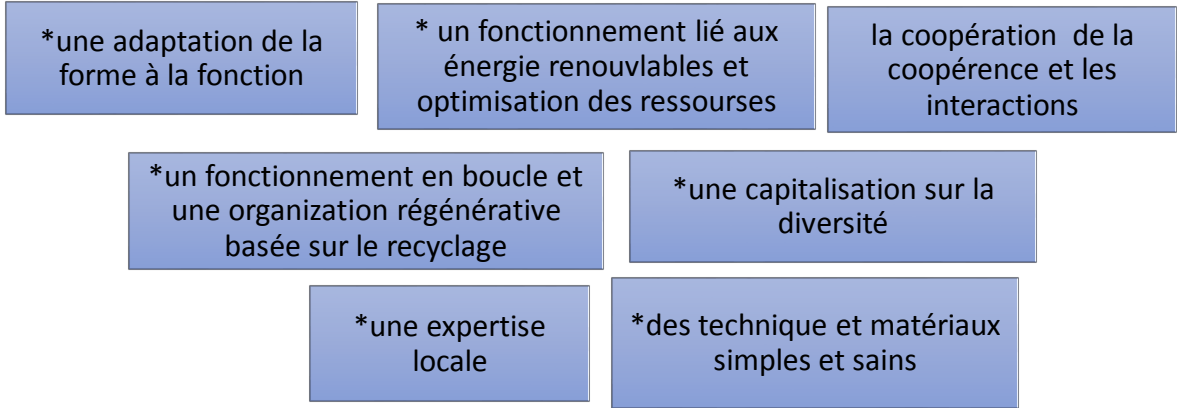 *une adaptation de la
forme à la fonction
* un fonctionnement lié aux
énergie renouvlables et
optimisation des ressourses
la coopération  de la
coopérence et les
interactions
*un fonctionnement en boucle et
une organization régénérative
basée sur le recyclage
*une capitalisation sur la
diversité
*une expertise
locale
*des technique et matériaux
simples et sains